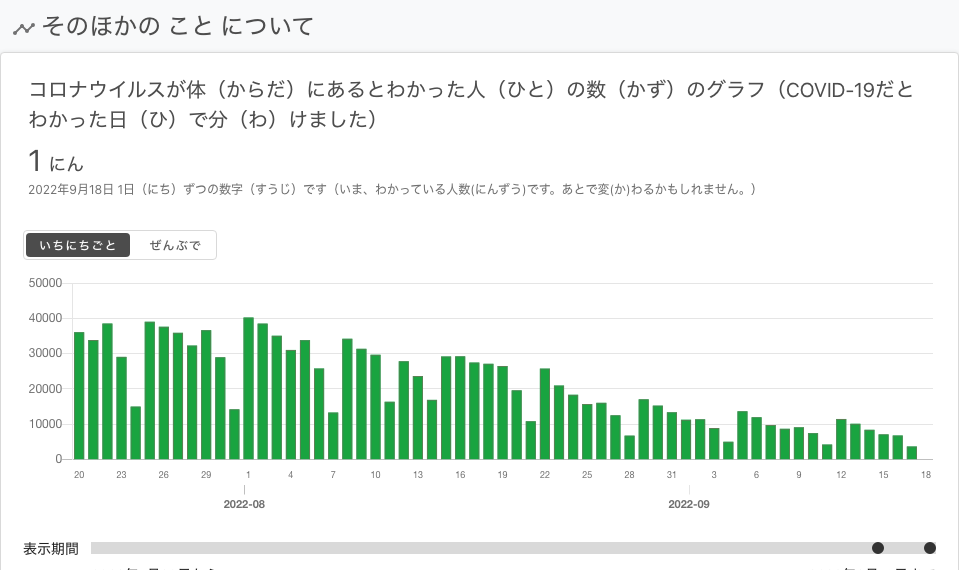 そのほかの こと について
コロナウイルスが体（からだ）にあるとわかった人（ひと）の数（かず）のグラフ（COVID-19だと
わかった日（ひ）で分（わ）けました）
1 にん
2022年9月18日 1日（にち）ずつの数字（すうじ）です（いま、わかっている人数(にんずう)です。あとで変(か)わるかもしれません。）
いちにちごと ぜんぶで
50000
40000
30000
20000
10000
0
20 23 26 29 1 4 7 10 13 16 19 22 25 28 31 3 6 9 12 15 18
2022-08 2022-09
表示期間